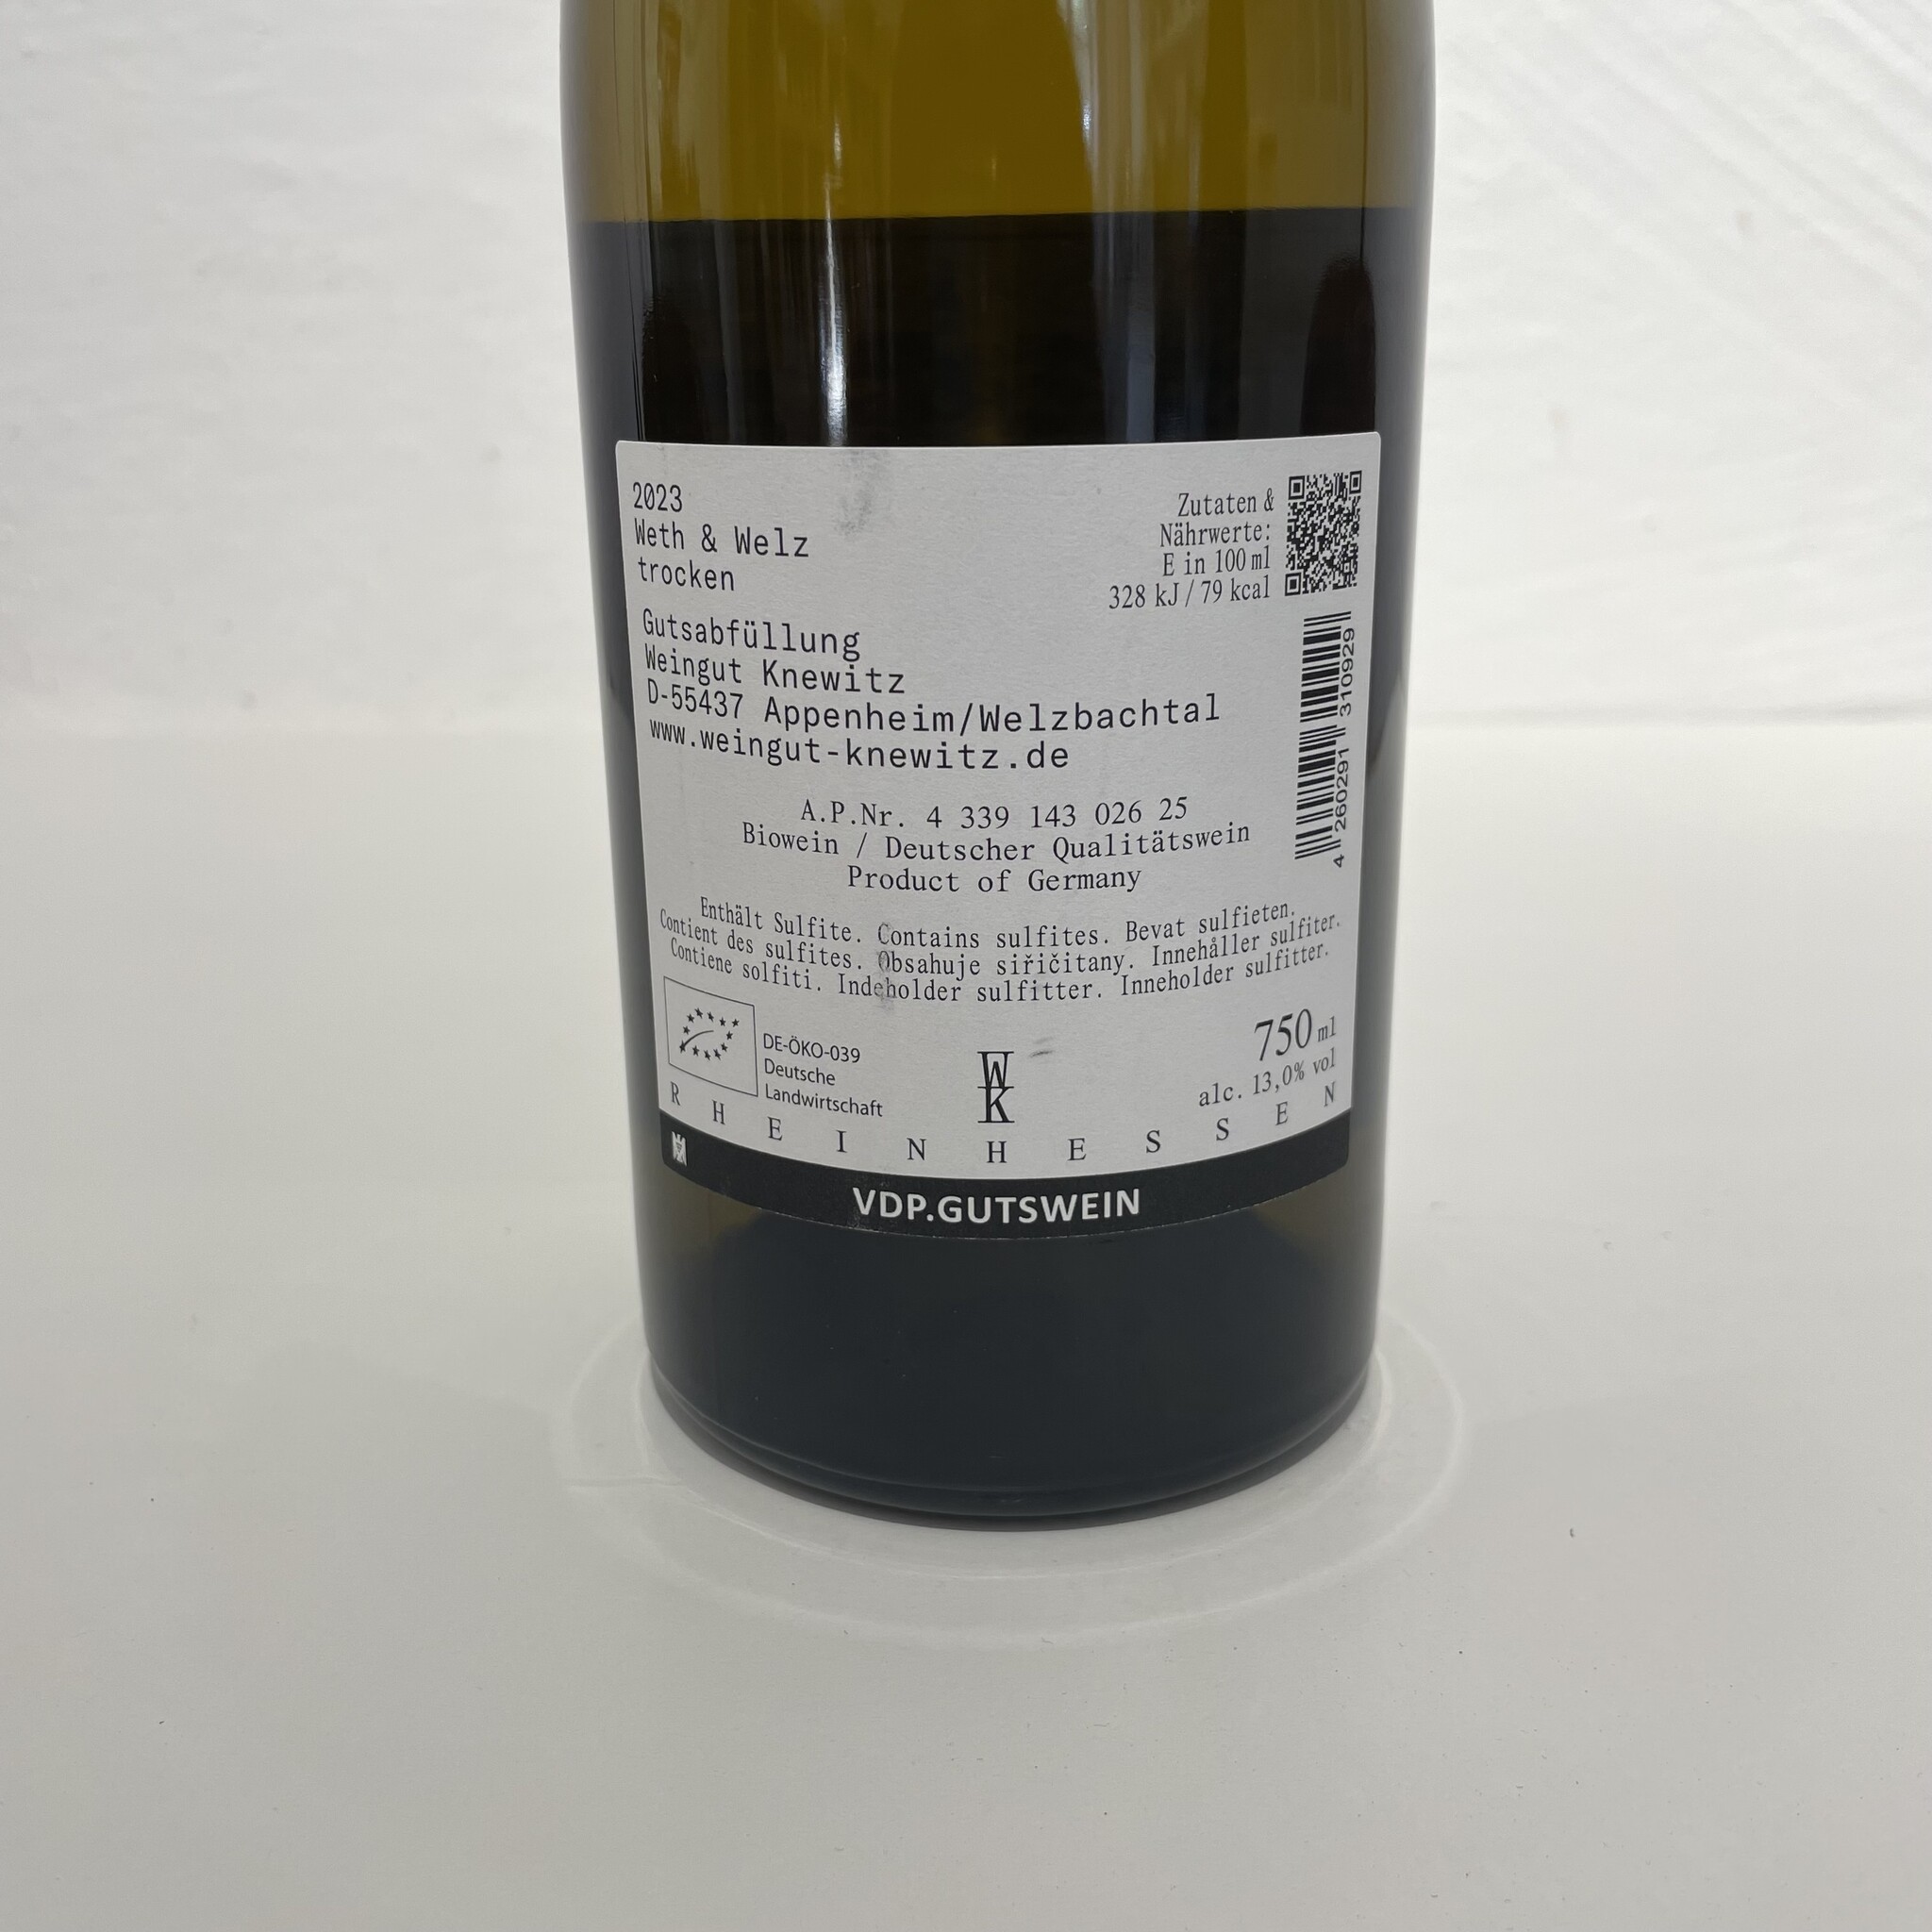 2023
Weth & Welz
trocken
Gutsabfüllung
Weingut Knewitz
D-55437 Appenheim/Welzbachtal
www.weingut-knewitz.de
Zutaten &
Nährwerte:
E in 100 ml
328 kJ / 79 kcal
4 260291 310929
A.P.Nr. 4 339 143 026 25
Biowein / Deutscher Qualitätswein
Product of Germany
Enthält Sulfite. Contains sulfites. Bevat sulfieten.
Contient des sulfites. Obsahuje siřičitany. Innehåller sulfiter.
Contiene solfiti. Indeholder sulfitter. Inneholder sulfitter.
DE-ÖKO-039
Deutsche
Landwirtschaft
WK
750 ml
alc. 13,0% vol
RHEINHESSEN
VDP.GUTSWEIN